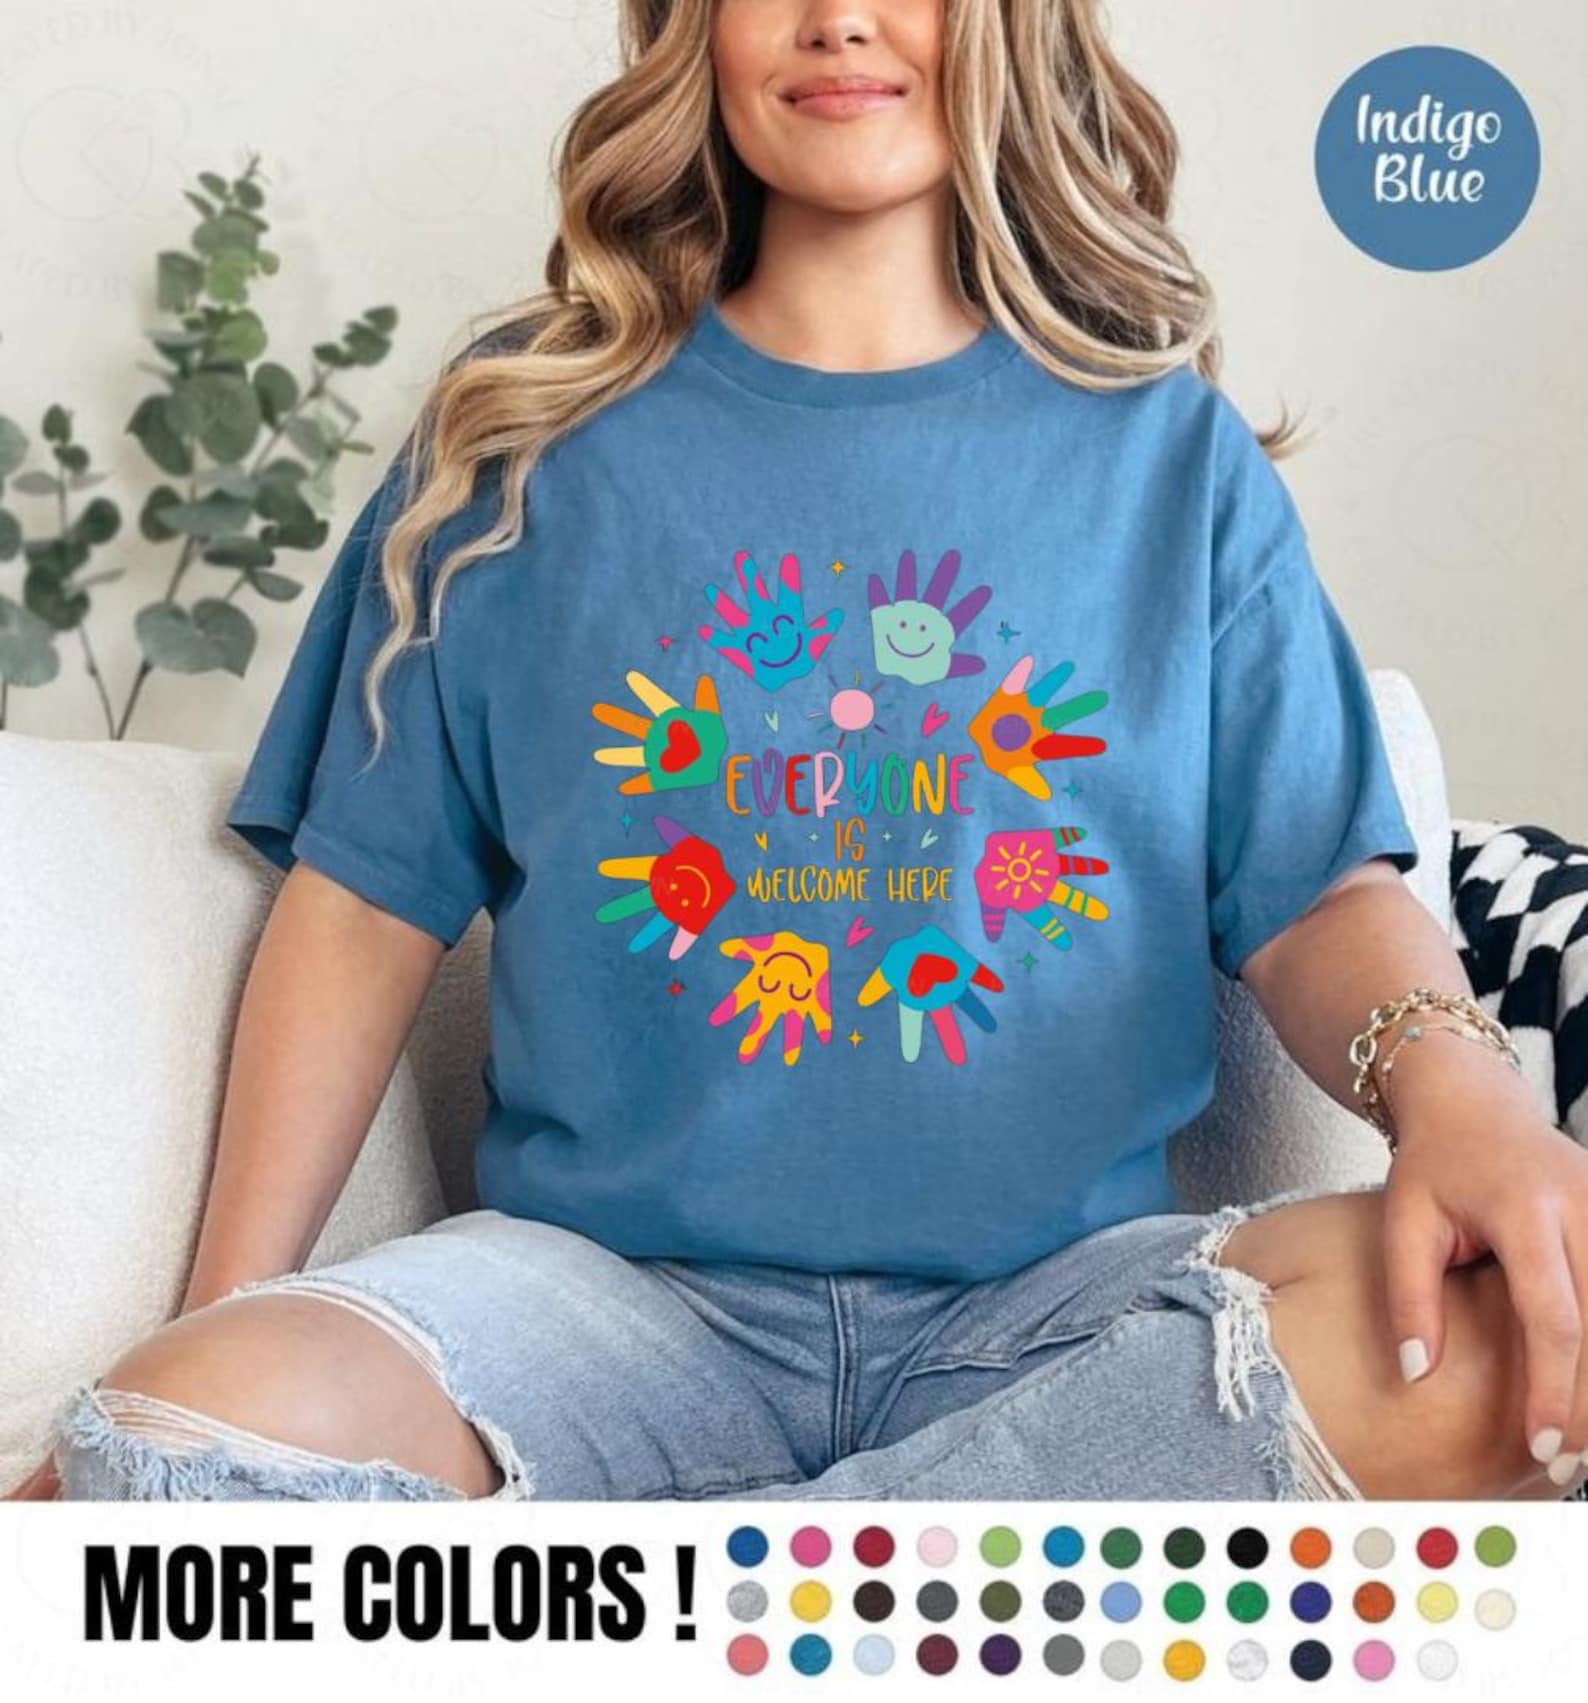 Indigo
Blue
EVERYONE
IS
WELCOME HERE
MORE COLORS !